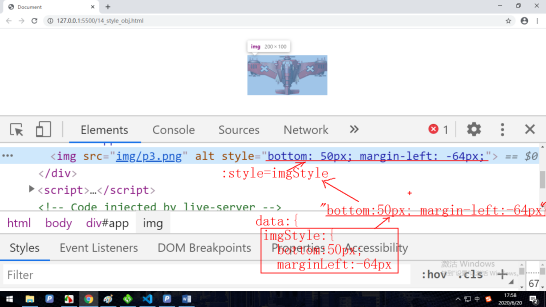 Document
127.0.0.1:5500/14_style_obj.html
img 200 × 100
Elements Console Sources Network » 1
<img src="img/p3.png" alt style="bottom: 50px; margin-left: -64px;"> == $0
:style=imgStyle
</div>
<script>…</script>
"bottom:50px; margin-left:-64px"
<!-- Code injected by live-server -->
html body div#app img
data:{
imgStyle:{
Styles Event Listeners DOM Breakpoints Properties Accessibility
bottom:50px;
marginLeft:-64px
激活 Windows
Filter :hov .cls +
67
17:58
2020/6/20